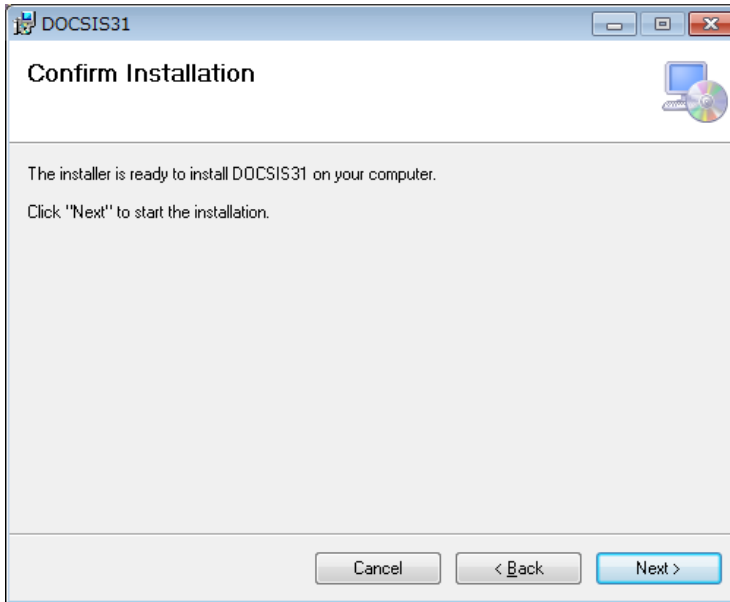 DOCSIS31
Confirm Installation
The installer is ready to install DOCSIS31 on your computer.
Click "Next" to start the installation.
Cancel
< Back
Next >